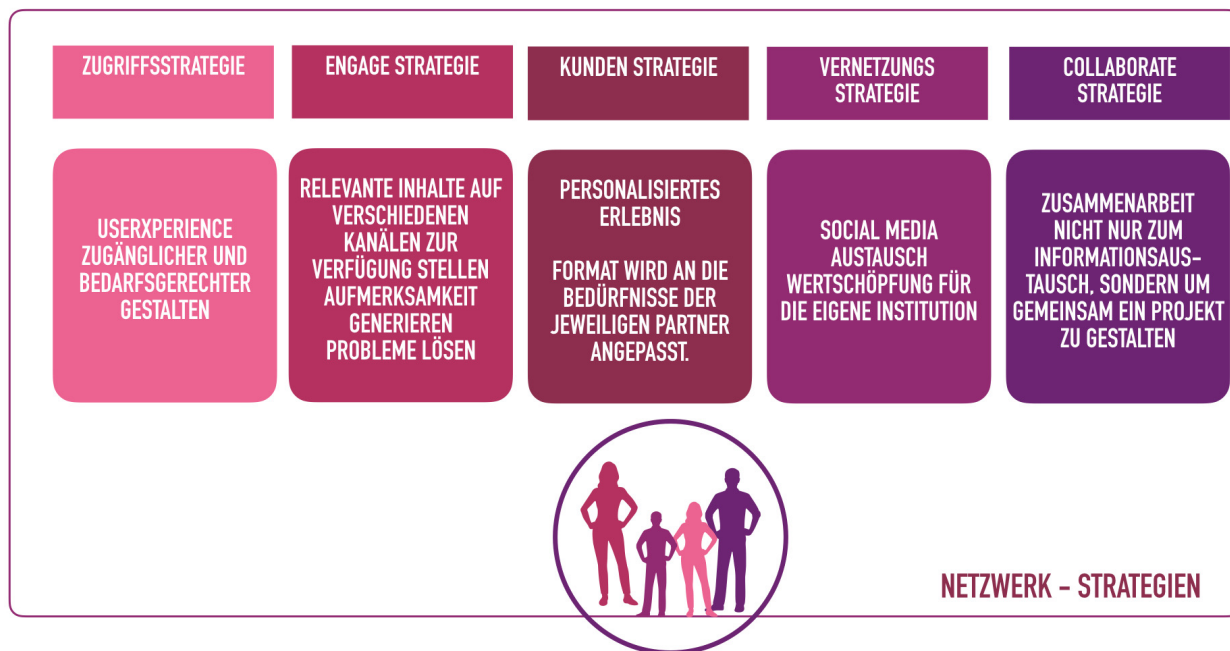 ZUGRIFFSSTRATEGIE
ENGAGE STRATEGIE
KUNDEN STRATEGIE
VERNETZUNGS
STRATEGIE
COLLABORATE
STRATEGIE
USERXPERIENCE
ZUGÄNGLICHER UND
BEDARFSGERECHTER
GESTALTEN
RELEVANTE INHALTE AUF
VERSCHIEDENEN
KANÄLEN ZUR
VERFÜGUNG STELLEN
AUFMERKSAMKEIT
GENERIEREN
PROBLEME LÖSEN
PERSONALISIERTES
ERLEBNIS
FORMAT WIRD AN DIE
BEDÜRFNISSE DER
JEWEILIGEN PARTNER
ANGEPASST.
SOCIAL MEDIA
AUSTAUSCH
WERTSCHÖPFUNG FÜR
DIE EIGENE INSTITUTION
ZUSAMMENARBEIT
NICHT NUR ZUM
INFORMATIONSAUS-
TAUSCH, SONDERN UM
GEMEINSAM EIN PROJEKT
ZU GESTALTEN
NETZWERK - STRATEGIEN